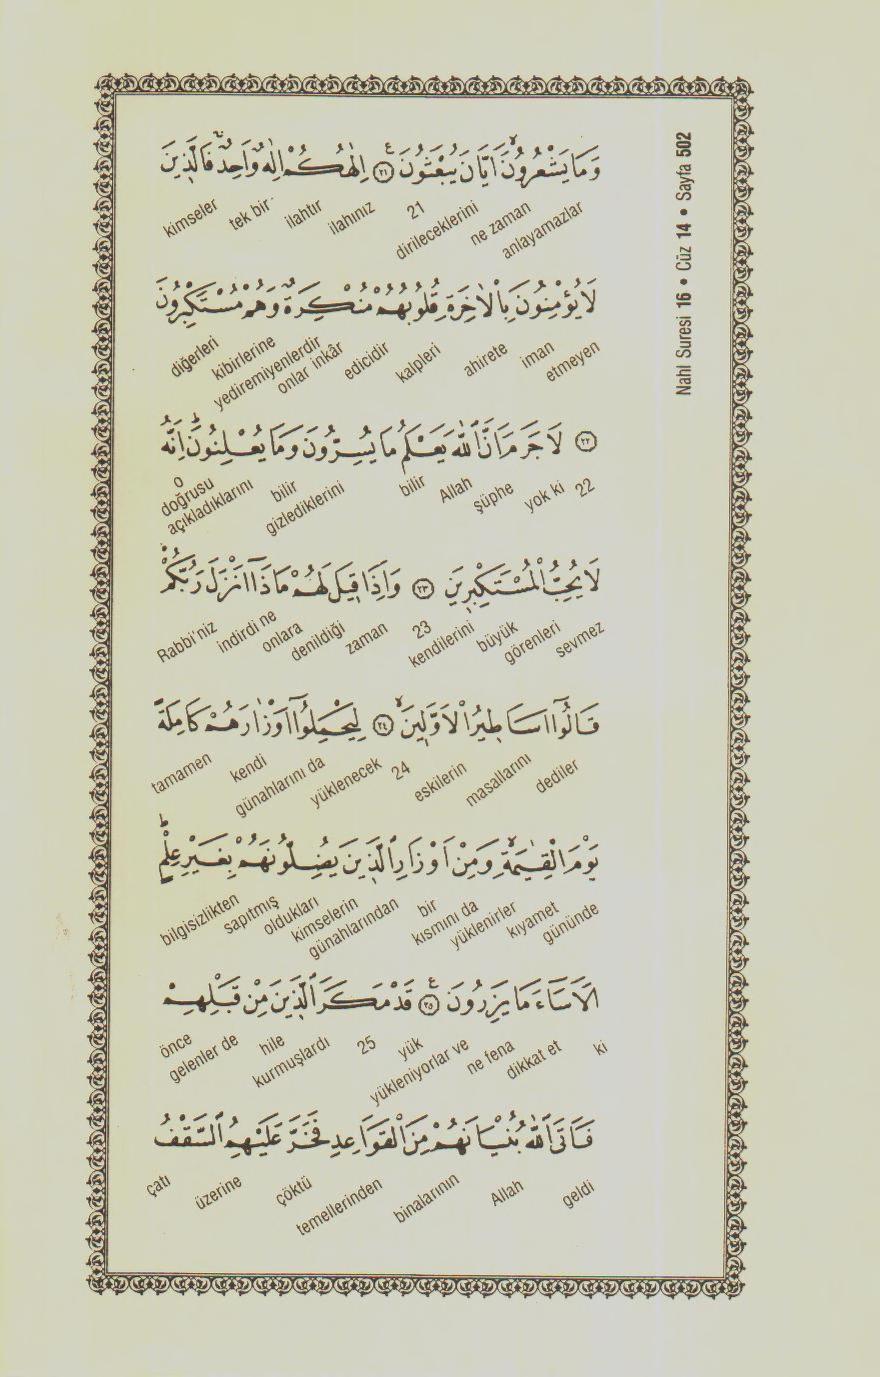 Nahl Suresi 16 • Cüz 14 • Sayfa 502
وَمَا يَشْعُرُونَۙ اَيَّانَ يُبْعَثُونَ ﴿٢١﴾ اِلٰهُكُمْ اِلٰهٌ وَاحِدٌۚ فَالَّذِينَ
anlayamazlar ne zaman dirileceklerini 21 ilahınız ilahtır tek bir kimseler
لَا يُؤْمِنُونَ بِالْاٰخِرَةِ قُلُوبُهُمْ مُنْكِرَةٌ وَهُمْ مُسْتَكْبِرُونَ
etmeyen iman ahirete kalpleri edicidir onlar inkâr yediremiyenlerdir kibirlerine diğerleri
﴿٢٢﴾ لَا جَرَمَ اَنَّ اللّٰهَ يَعْلَمُ مَا يُسِرُّونَ وَمَا يُعْلِنُونَۜ اِنَّهُ
22 yok ki şüphe Allah bilir gizlediklerini bilir açıkladıklarını doğrusu o
لَا يُحِبُّ الْمُسْتَكْبِرِينَ ﴿٢٣﴾ وَاِذَا قِيلَ لَهُمْ مَاذَٓا اَنْزَلَ رَبُّكُمْۙ
sevmez görenleri büyük kendilerini 23 zaman denildiği onlara indirdi ne Rabbi'niz
قَالُٓوا اَسَاطِيرُ الْاَوَّلِينَۙ ﴿٢٤﴾ لِيَحْمِلُٓوا اَوْزَارَهُمْ كَامِلَةً
dediler masallarını eskilerin 24 yüklenecek günahlarını da kendi tamamen
يَوْمَ الْقِيٰمَةِۙ وَمِنْ اَوْزَارِ الَّذِينَ يُضِلُّونَهُمْ بِغَيْرِ عِلْمٍۜ
gününde kıyamet yüklenirler kısmını da bir günahlarından kimselerin oldukları sapıtmış bilgisizlikten
اَلَا سَٓاءَ مَا يَزِرُونَ ﴿٢٥﴾ قَدْ مَكَرَ الَّذِينَ مِنْ قَبْلِهِمْ
ki dikkat et ne fena yükleniyorlar ve yük 25 kurmuşlardı hile gelenler de önce
فَاَتَى اللّٰهُ بُنْيَانَهُمْ مِنَ الْقَوَاعِدِ فَخَرَّ عَلَيْهِمُ السَّقْفُ
geldi Allah binalarının temellerinden çöktü üzerine çatı